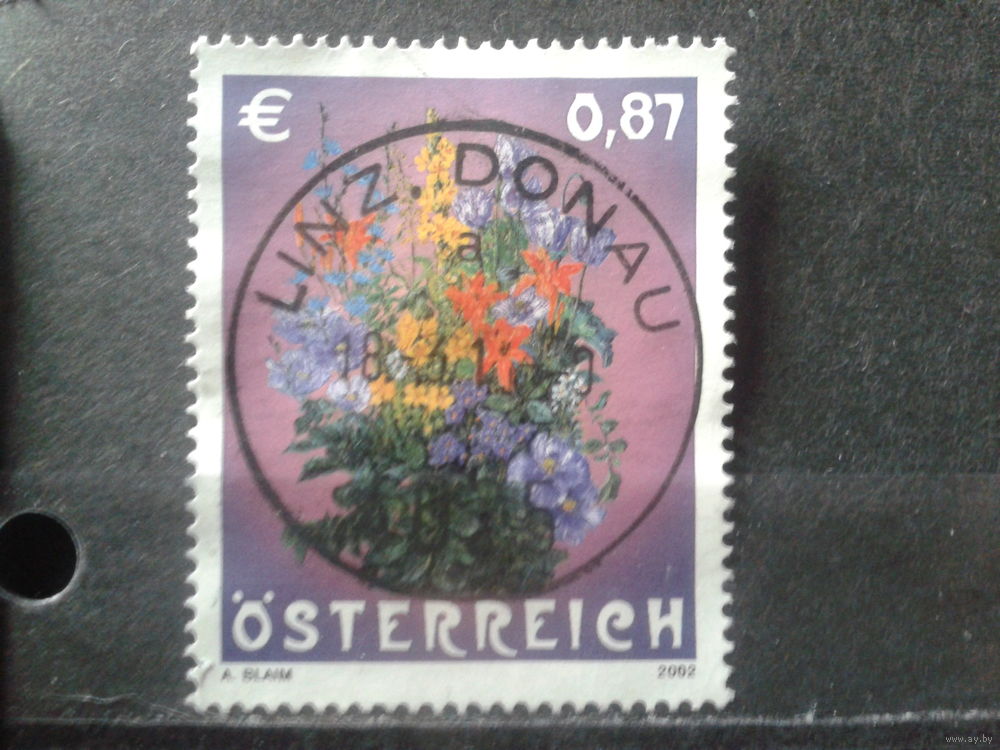 € 0,87
LINZ.DONAU
a
ÖSTERREICH
A. BLAIM 2002
www.ay.by